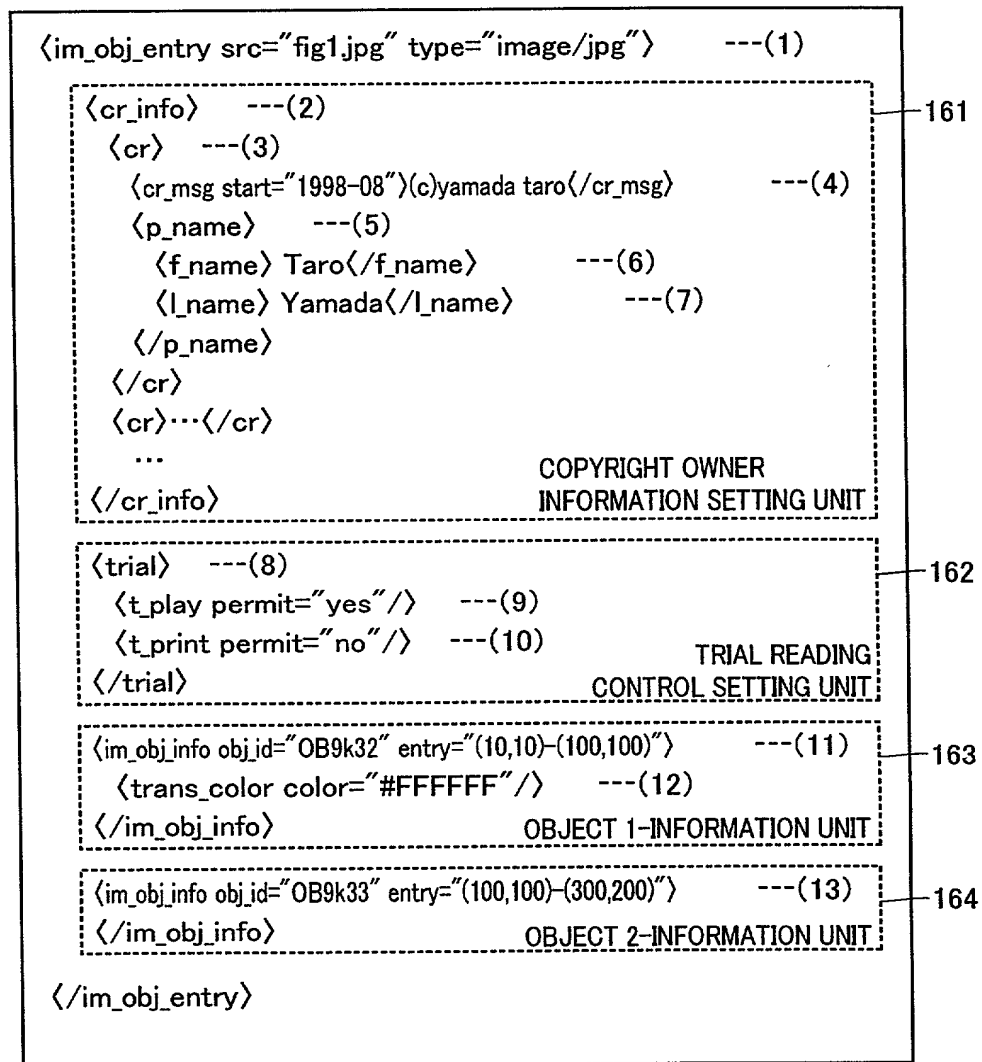 〈im_obj_entry src="fig1.jpg" type="image/jpg"〉 ---(1)
〈cr_info〉 ---(2)
161
〈cr〉 ---(3)
〈cr_msg start="1998-08"〉(c)yamada taro〈/cr_msg〉 ---(4)
〈p_name〉 ---(5)
〈f_name〉 Taro〈/f_name〉 ---(6)
〈l_name〉 Yamada〈/l_name〉 ---(7)
〈/p_name〉
〈/cr〉
〈cr〉···〈/cr〉
...
〈/cr_info〉
COPYRIGHT OWNER
INFORMATION SETTING UNIT
〈trial〉 ---(8)
162
〈t_play permit="yes"/〉 ---(9)
〈t_print permit="no"/〉 ---(10)
〈/trial〉
TRIAL READING
CONTROL SETTING UNIT
〈im_obj_info obj_id="OB9k32" entry="(10,10)-(100,100)"〉 ---(11)
163
〈trans_color color="#FFFFFF"/〉 ---(12)
〈/im_obj_info〉 OBJECT 1-INFORMATION UNIT
〈im_obj_info obj_id="OB9k33" entry="(100,100)-(300,200)"〉 ---(13)
164
〈/im_obj_info〉 OBJECT 2-INFORMATION UNIT
〈/im_obj_entry〉